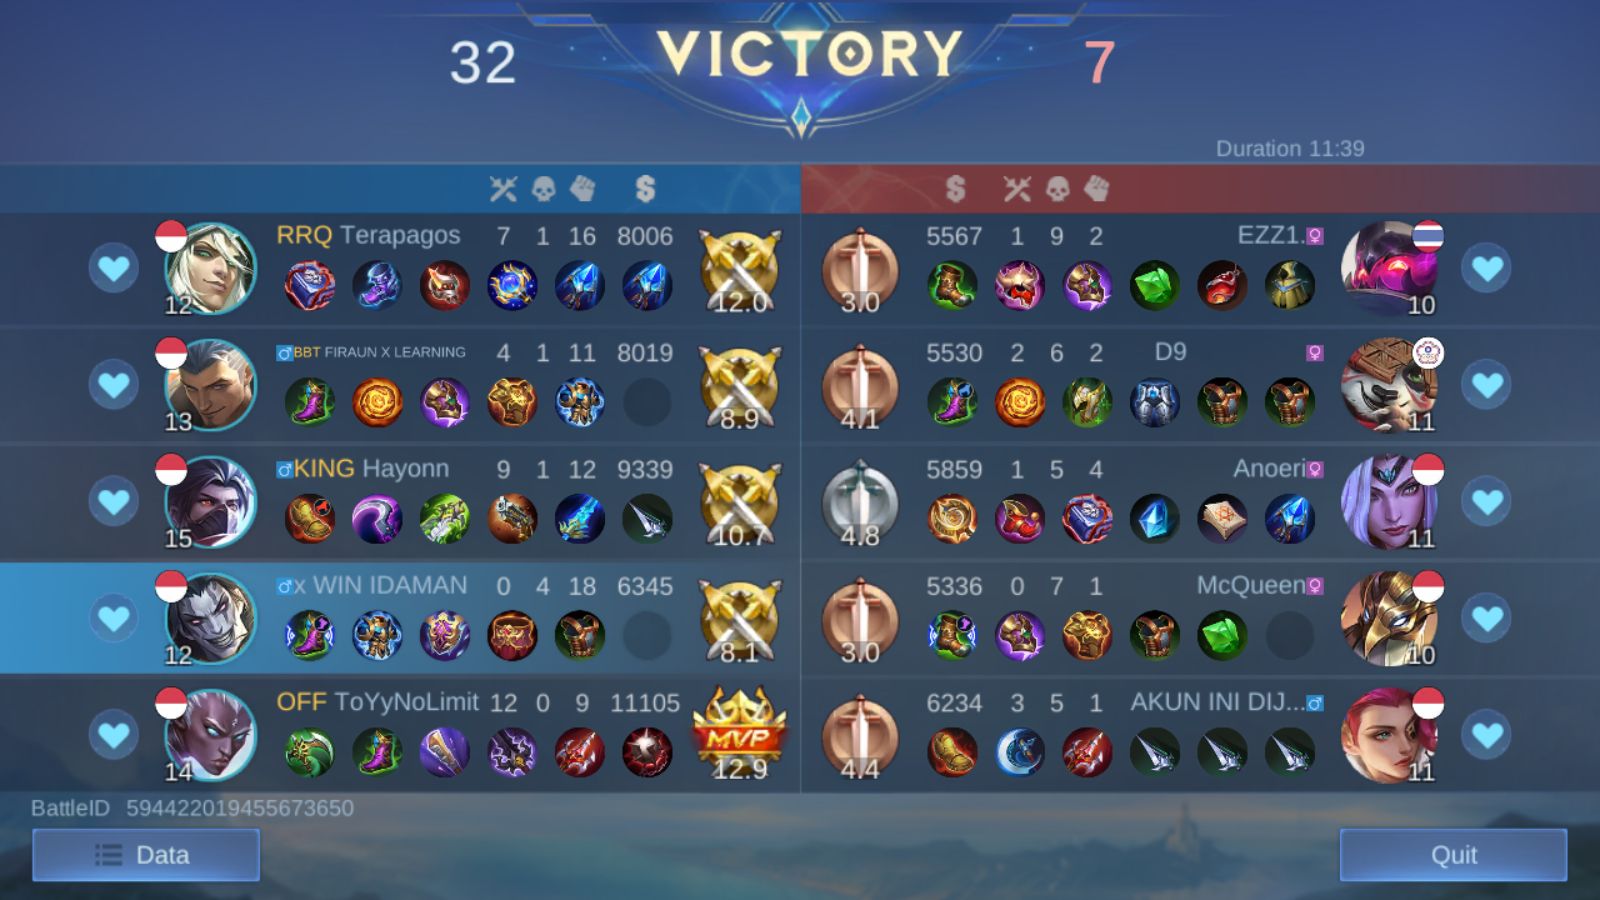 32 VICTORY 7
Duration 11:39
RRQ Terapagos 7 1 16 8006
12 12.0
BBT FIRAUN X LEARNING 4 1 11 8019
13 8.9
KING Hayonn 9 1 12 9339
15 10.7
x WIN IDAMAN 0 4 18 6345
12 8.1
OFF ToYyNoLimit 12 0 9 11105
MVP
14 12.9
5567 1 9 2 EZZ1.
3.0 10
5530 2 6 2 D9
4.1 11
5859 1 5 4 Anoeri
4.8 11
5336 0 7 1 McQueen
3.0 10
6234 3 5 1 AKUN INI DIJ...
4.4 11
BattleID 594422019455673650
Data
Quit